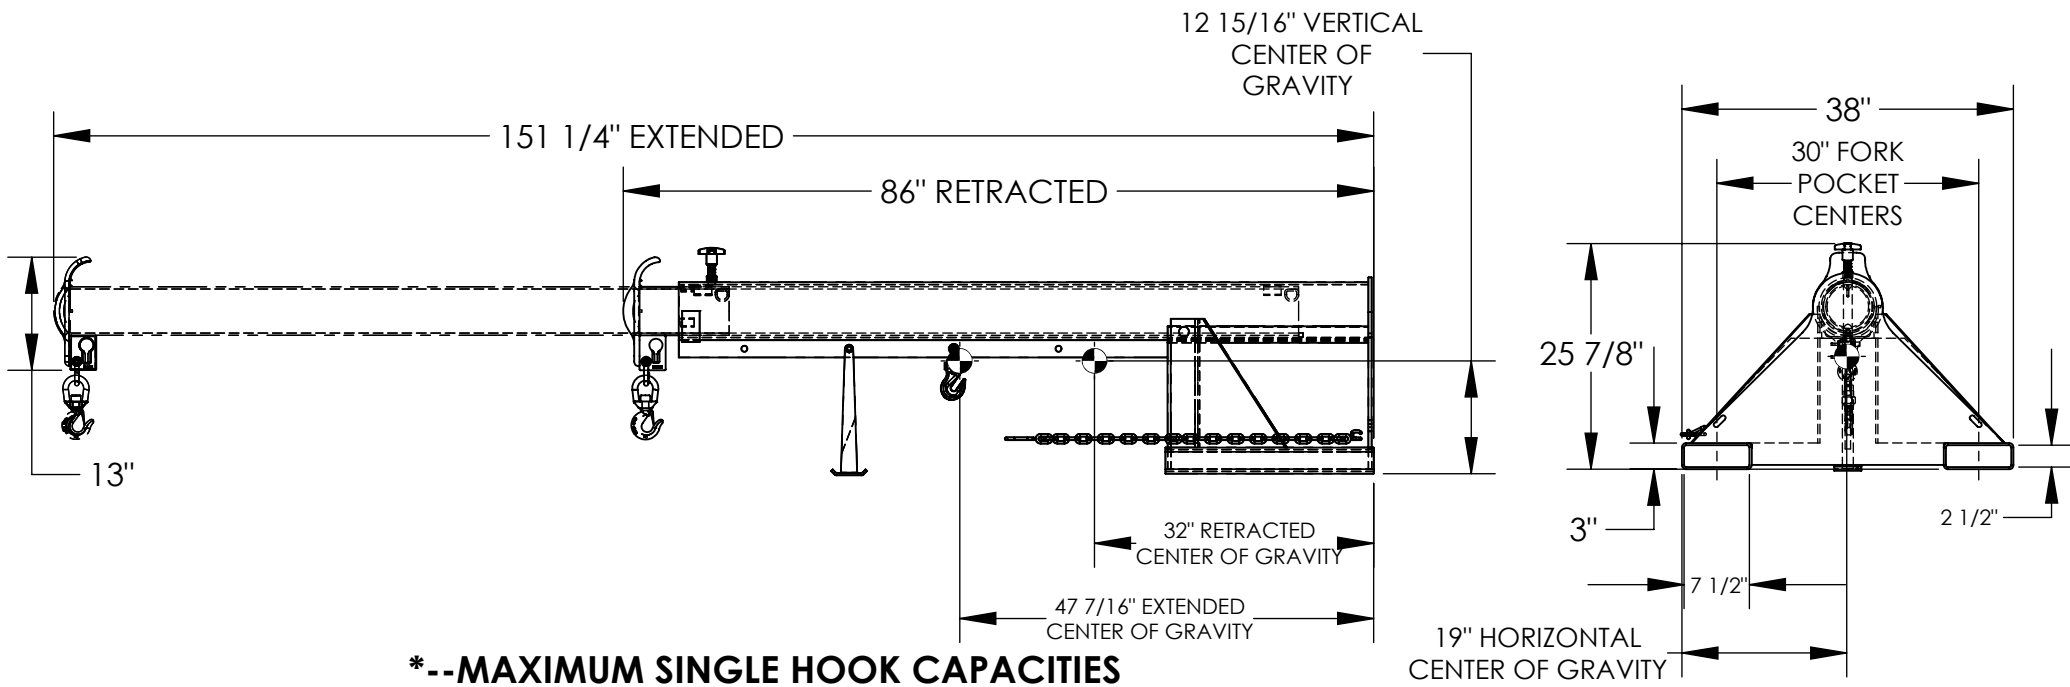 12 15/16" VERTICAL
CENTER OF
GRAVITY
151 1/4" EXTENDED
86" RETRACTED
13"
32" RETRACTED
CENTER OF GRAVITY
47 7/16" EXTENDED
CENTER OF GRAVITY
38"
30" FORK
POCKET
CENTERS
25 7/8"
3"
2 1/2"
7 1/2"
19" HORIZONTAL
CENTER OF GRAVITY
*--MAXIMUM SINGLE HOOK CAPACITIES